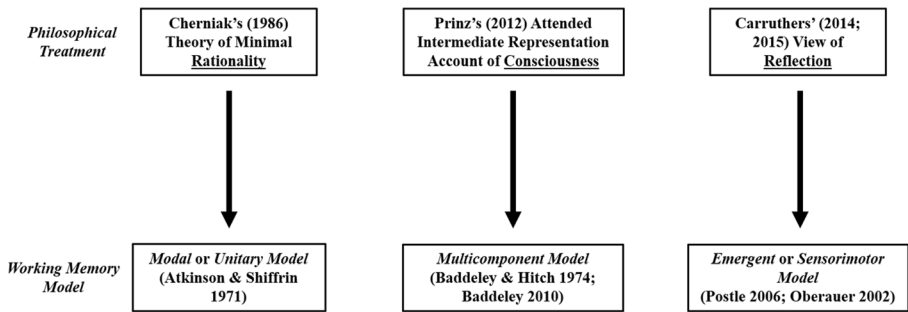 Philosophical
Treatment
Cherniak's (1986)
Theory of Minimal
Rationality
Prinz's (2012) Attended
Intermediate Representation
Account of Consciousness
Carruthers' (2014;
2015) View of
Reflection
Working Memory
Model
Modal or Unitary Model
(Atkinson & Shiffrin
1971)
Multicomponent Model
(Baddeley & Hitch 1974;
Baddeley 2010)
Emergent or Sensorimotor
Model
(Postle 2006; Oberauer 2002)